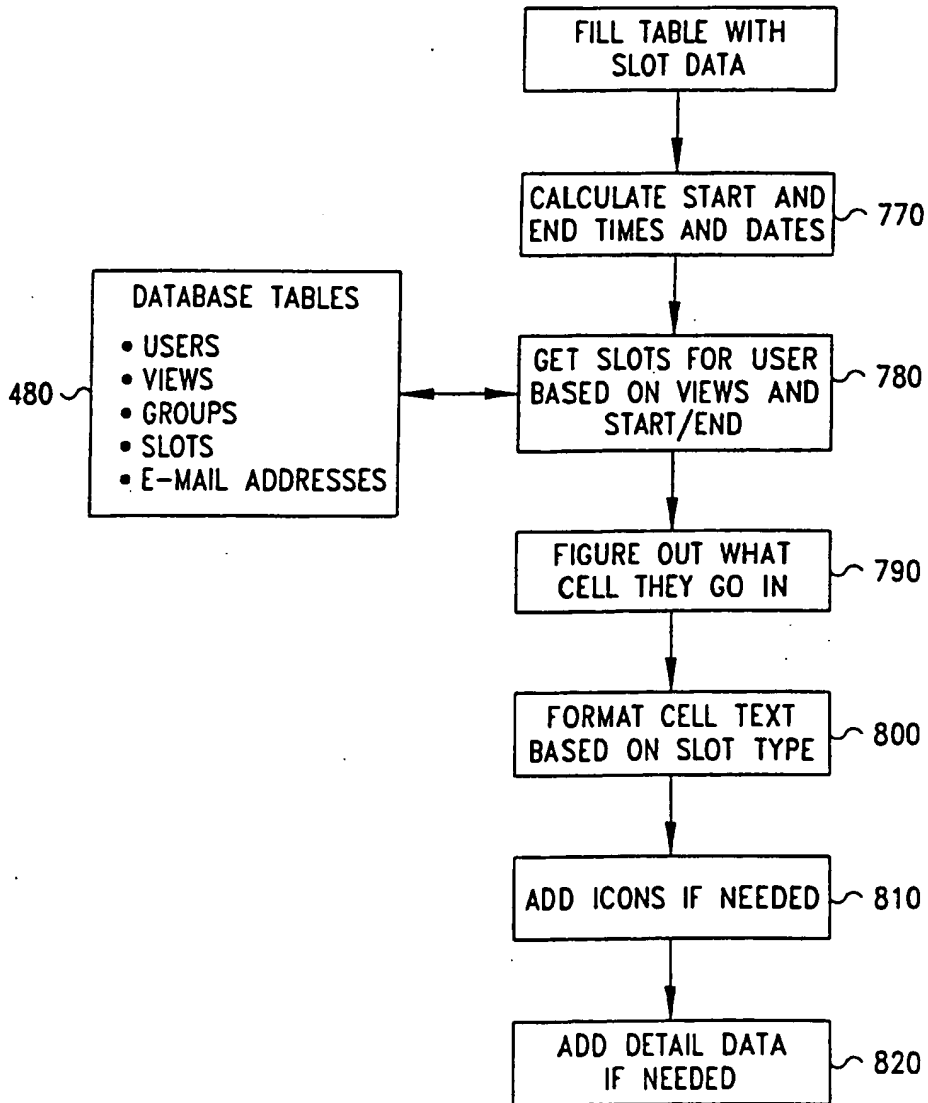 FILL TABLE WITH
SLOT DATA
CALCULATE START AND
END TIMES AND DATES
770
DATABASE TABLES
• USERS
• VIEWS
• GROUPS
• SLOTS
• E-MAIL ADDRESSES
480
GET SLOTS FOR USER
BASED ON VIEWS AND
START/END
780
FIGURE OUT WHAT
CELL THEY GO IN
790
FORMAT CELL TEXT
BASED ON SLOT TYPE
800
ADD ICONS IF NEEDED
810
ADD DETAIL DATA
IF NEEDED
820